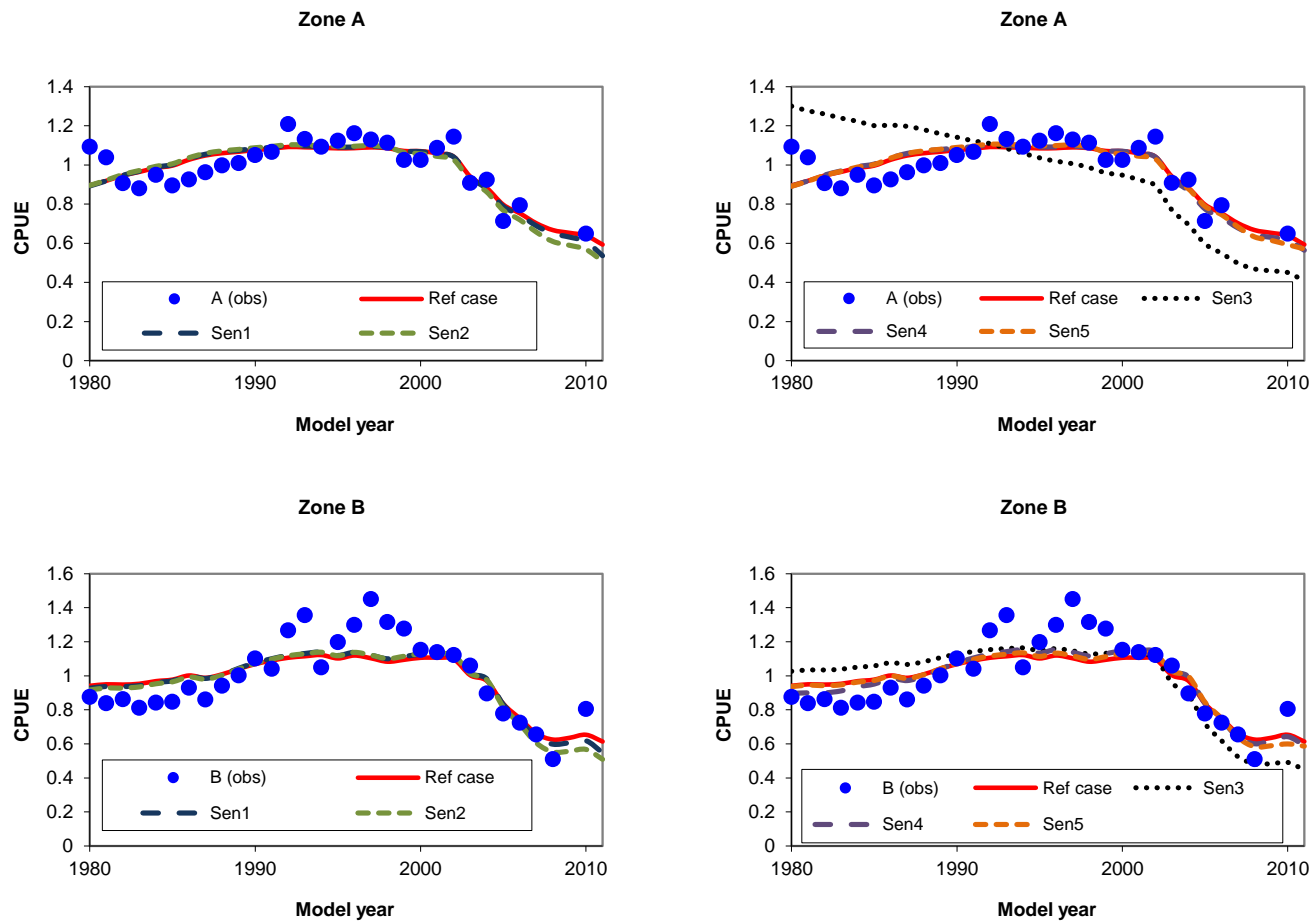 Zone A
CPUE
1.4
1.2
1
0.8
0.6
0.4
0.2
0
A (obs)
Ref case
Sen1
Sen2
1980
1990
2000
2010
Model year
Zone A
CPUE
1.4
1.2
1
0.8
0.6
0.4
0.2
0
A (obs)
Ref case
Sen3
Sen4
Sen5
1980
1990
2000
2010
Model year
Zone B
CPUE
1.6
1.4
1.2
1
0.8
0.6
0.4
0.2
0
B (obs)
Ref case
Sen1
Sen2
1980
1990
2000
2010
Model year
Zone B
CPUE
1.6
1.4
1.2
1
0.8
0.6
0.4
0.2
0
B (obs)
Ref case
Sen3
Sen4
Sen5
1980
1990
2000
2010
Model year